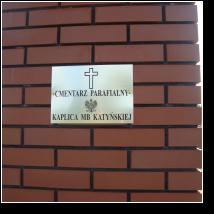 -CMENTARZ PARAFIALNY-
KAPLICA MB KATYŃSKIEJ